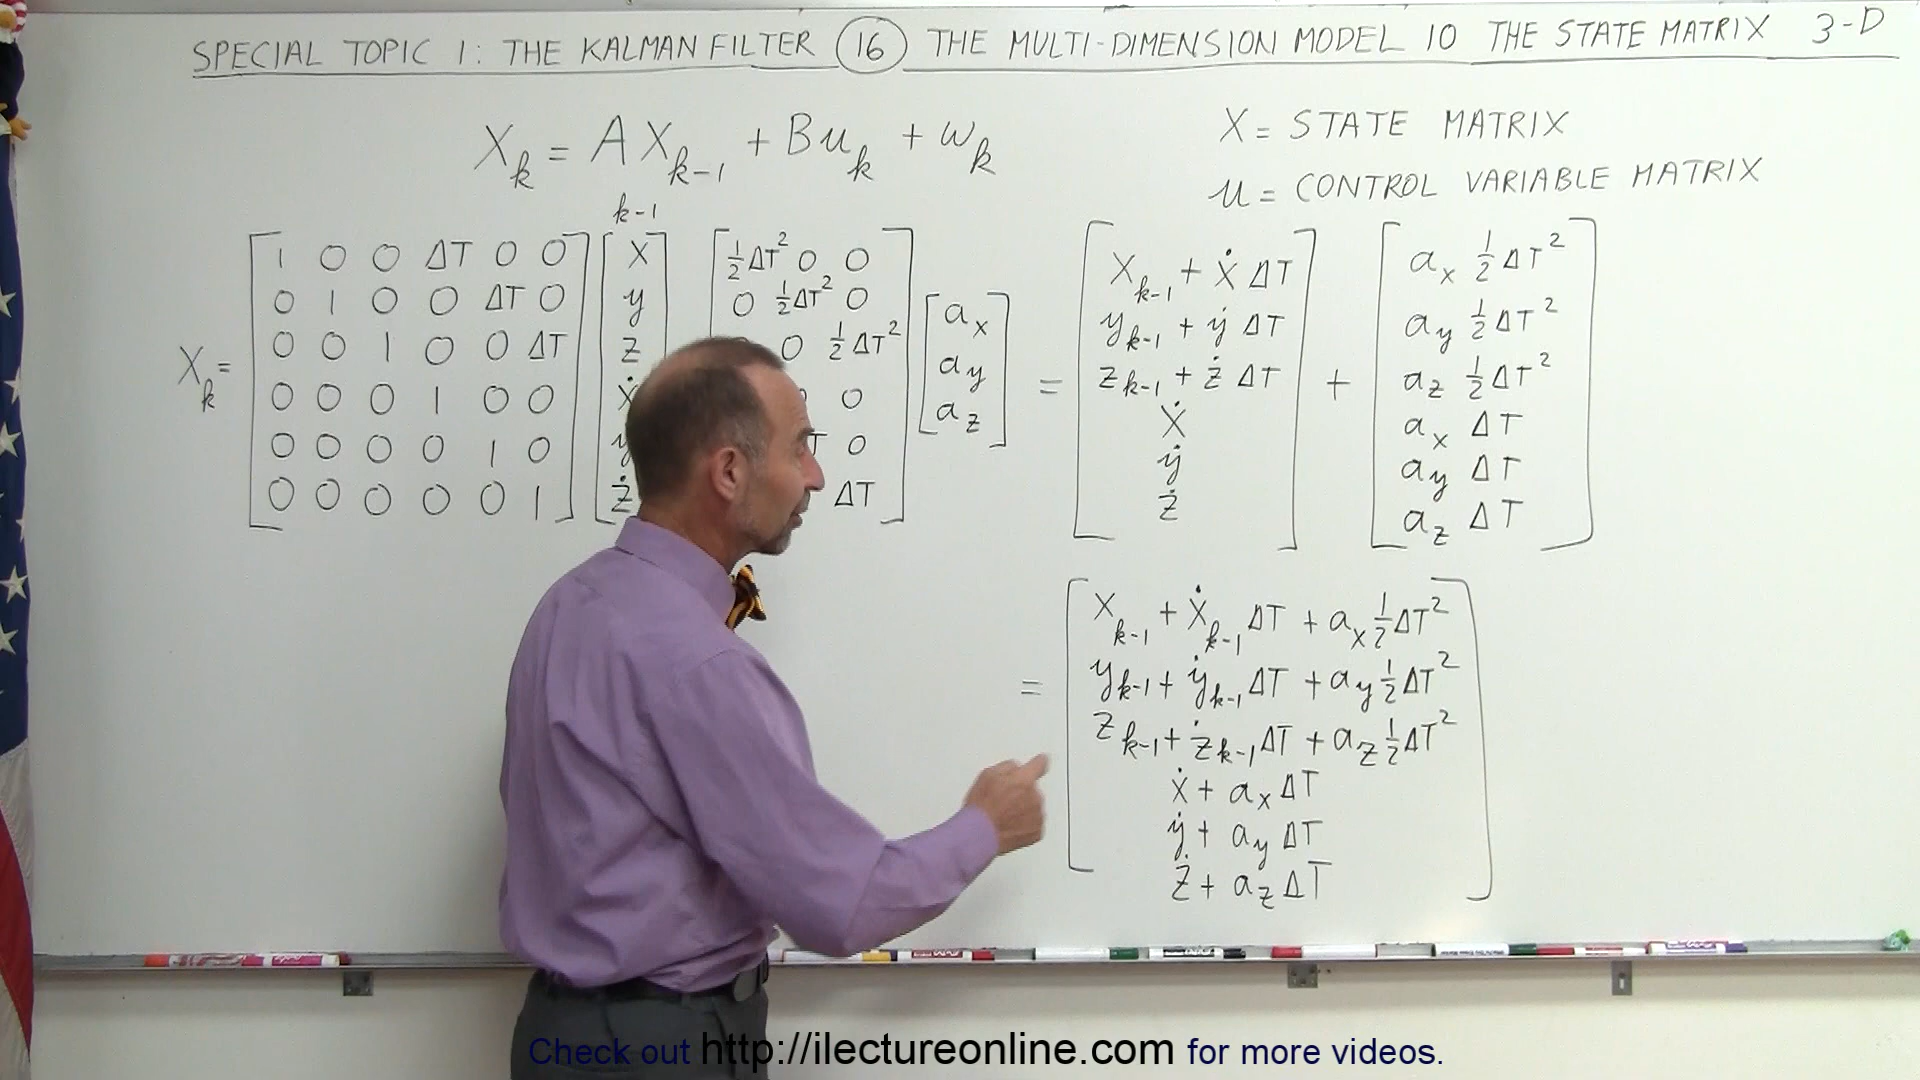 SPECIAL TOPIC 1: THE KALMAN FILTER 16 THE MULTI-DIMENSION MODEL 10 THE STATE MATRIX 3-D
X_k = A X_{k-1} + B u_k + w_k
X = STATE MATRIX
u = CONTROL VARIABLE MATRIX
k-1
1 0 0 ΔT 0 0 x ½ΔT² 0 0
0 1 0 0 ΔT 0 y 0 ½ΔT² 0
0 0 1 0 0 ΔT z 0 ½ΔT²
X_k =
0 0 0 1 0 0 ẋ 0
0 0 0 0 1 0 0
0 0 0 0 0 1 ż ΔT
a_x
a_y
a_z
=
X_{k-1} + ẋ ΔT
y_{k-1} + ẏ ΔT
z_{k-1} + ż ΔT
ẋ
ẏ
ż
+
a_x ½ ΔT²
a_y ½ ΔT²
a_z ½ ΔT²
a_x ΔT
a_y ΔT
a_z ΔT
=
X_{k-1} + ẋ_{k-1} ΔT + a_x ½ ΔT²
y_{k-1} + ẏ_{k-1} ΔT + a_y ½ ΔT²
z_{k-1} + ż_{k-1} ΔT + a_z ½ ΔT²
ẋ + a_x ΔT
ẏ + a_y ΔT
ż + a_z ΔT
Check out http://ilectureonline.com for more videos.